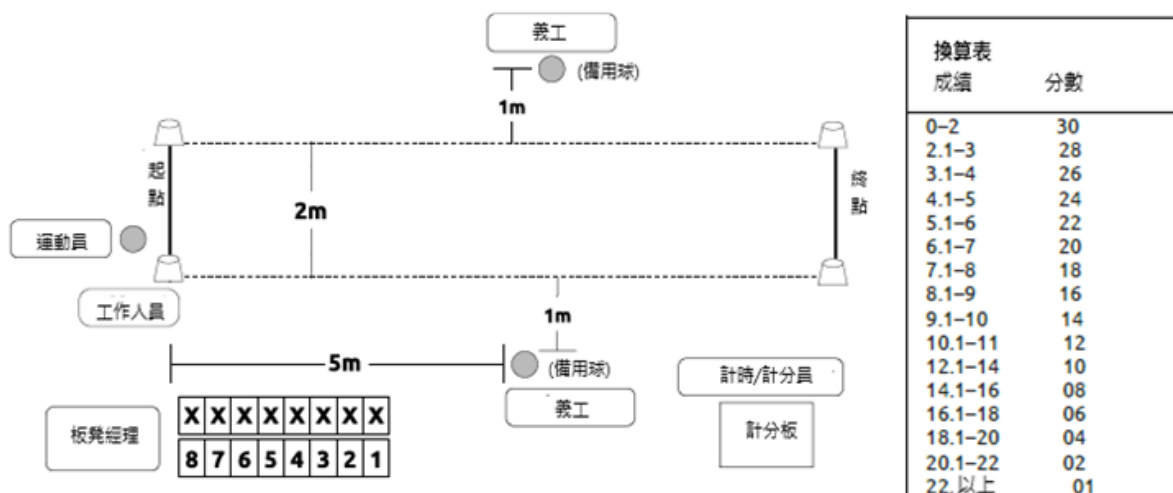 義工
(備用球)
1m
起點
2m
終點
運動員
工作人員
1m
5m
(備用球)
義工
計時/計分員
計分板
板凳經理
X X X X X X X X
8 7 6 5 4 3 2 1
換算表
成績 分數
0–2 30
2.1–3 28
3.1–4 26
4.1–5 24
5.1–6 22
6.1–7 20
7.1–8 18
8.1–9 16
9.1–10 14
10.1–11 12
12.1–14 10
14.1–16 08
16.1–18 06
18.1–20 04
20.1–22 02
22.以上 01